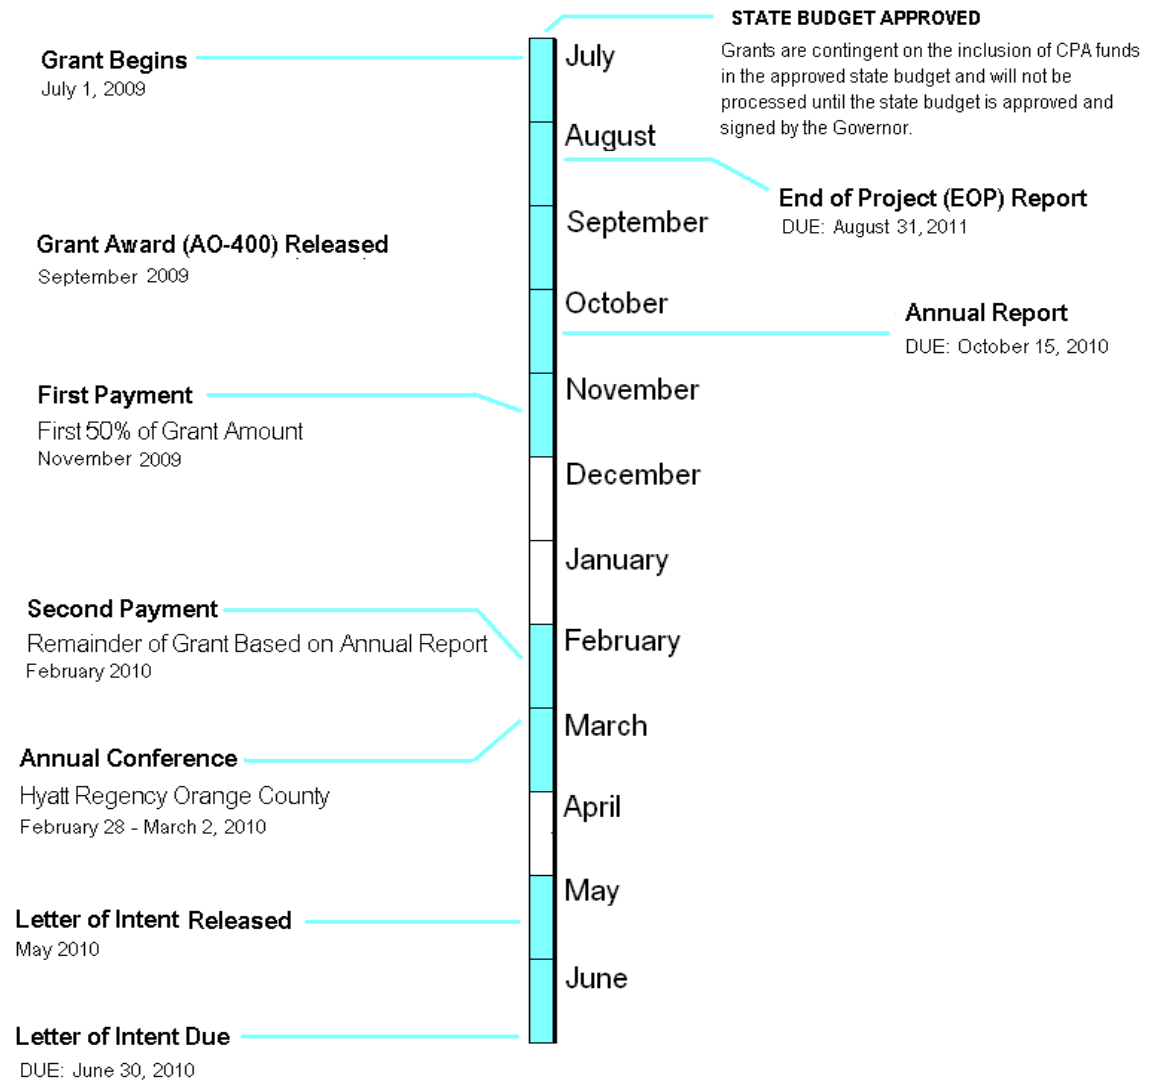 STATE BUDGET APPROVED
Grants are contingent on the inclusion of CPA funds
in the approved state budget and will not be
processed until the state budget is approved and
signed by the Governor.
Grant Begins
July 1, 2009
July
August
End of Project (EOP) Report
DUE: August 31, 2011
September
Grant Award (AO-400) Released
September 2009
October
Annual Report
DUE: October 15, 2010
November
First Payment
First 50% of Grant Amount
November 2009
December
January
Second Payment
Remainder of Grant Based on Annual Report
February 2010
February
March
Annual Conference
Hyatt Regency Orange County
February 28 - March 2, 2010
April
May
Letter of Intent Released
May 2010
June
Letter of Intent Due
DUE: June 30, 2010